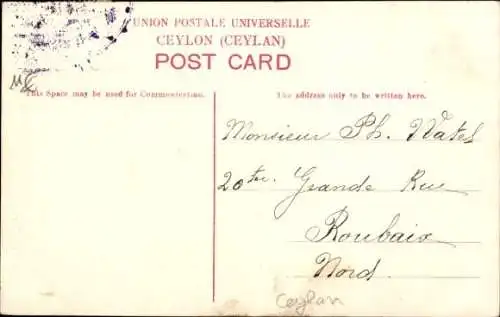 UNION POSTALE UNIVERSELLE
CEYLON (CEYLAN)
POST CARD
This Space may be used for Communication.
The address only to be written here.
Monsieur Ph. Watel
20ter. Grande Rue
Roubaix
Nord.
Ceylan